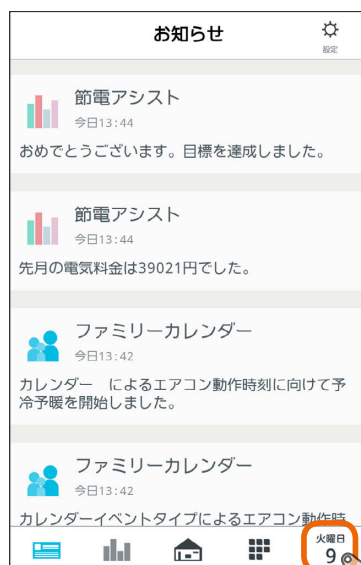 お知らせ
設定
節電アシスト
今日13:44
おめでとうございます。目標を達成しました。
節電アシスト
今日13:44
先月の電気料金は39021円でした。
ファミリーカレンダー
今日13:42
カレンダー　によるエアコン動作時刻に向けて予
冷予暖を開始しました。
ファミリーカレンダー
今日13:42
カレンダーイベントタイプによるエアコン動作時
火曜日
9